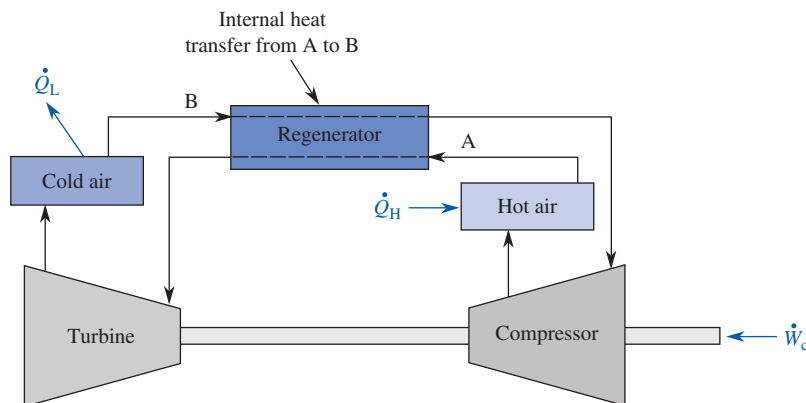 Internal heat
transfer from A to B
Q̇L
B
Regenerator
A
Cold air
Q̇H
Hot air
Turbine
Compressor
Ẇc